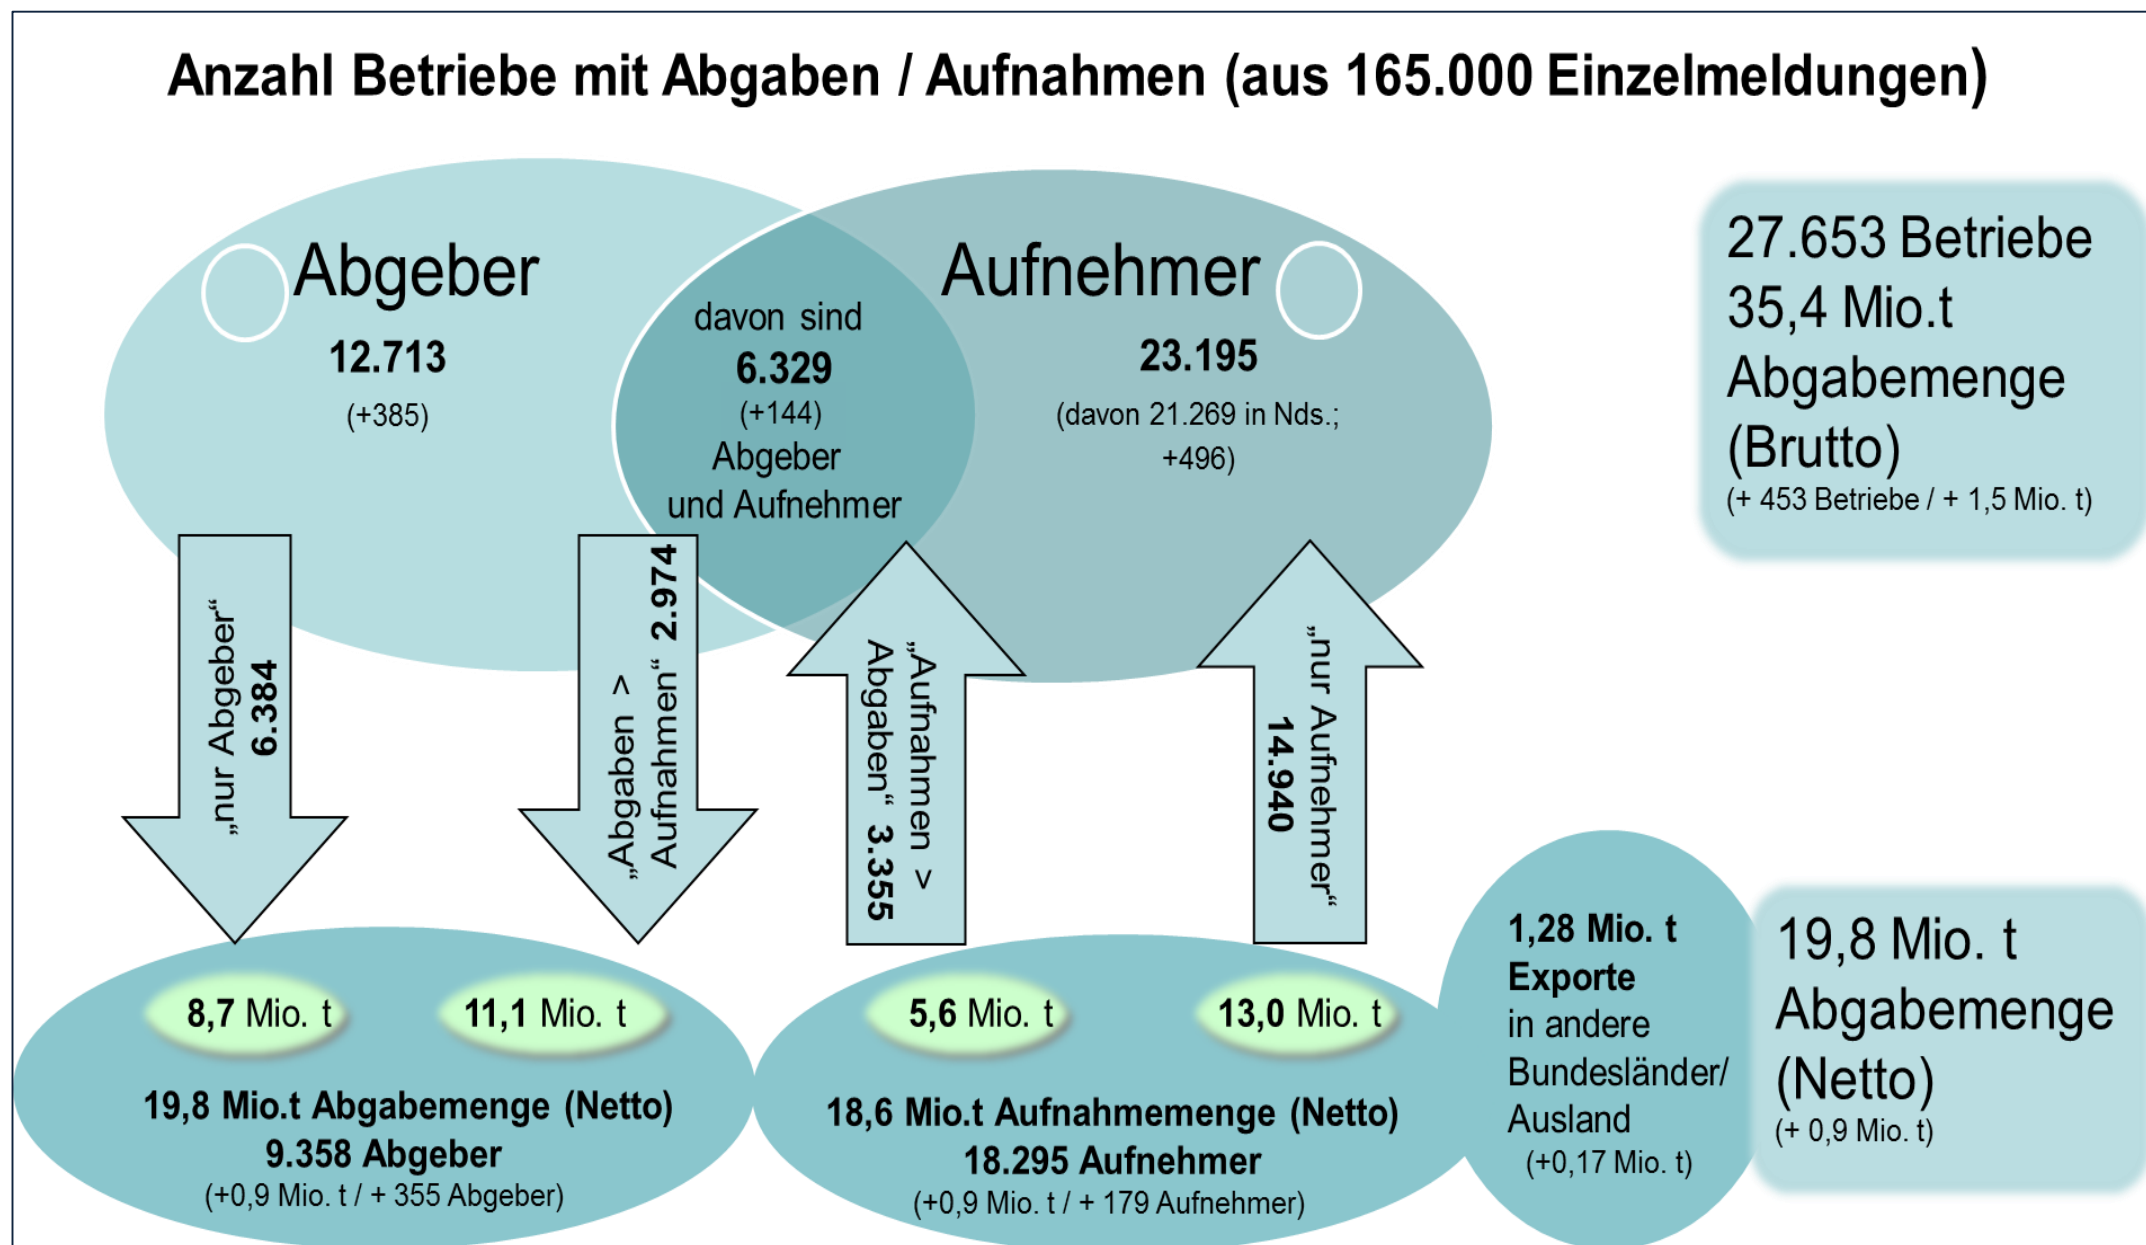 Anzahl Betriebe mit Abgaben / Aufnahmen (aus 165.000 Einzelmeldungen)
Abgeber
12.713
(+385)
davon sind
6.329
(+144)
Abgeber
und Aufnehmer
Aufnehmer
23.195
(davon 21.269 in Nds.;
+496)
27.653 Betriebe
35,4 Mio.t
Abgabemenge
(Brutto)
(+ 453 Betriebe / + 1,5 Mio. t)
„nur Abgeber“
6.384
„Abgaben >
Aufnahmen“ 2.974
„Aufnahmen >
Abgaben“ 3.355
„nur Aufnehmer“
14.940
8,7 Mio. t
11,1 Mio. t
19,8 Mio.t Abgabemenge (Netto)
9.358 Abgeber
(+0,9 Mio. t / + 355 Abgeber)
5,6 Mio. t
13,0 Mio. t
18,6 Mio.t Aufnahmemenge (Netto)
18.295 Aufnehmer
(+0,9 Mio. t / + 179 Aufnehmer)
1,28 Mio. t
Exporte
in andere
Bundesländer/
Ausland
(+0,17 Mio. t)
19,8 Mio. t
Abgabemenge
(Netto)
(+ 0,9 Mio. t)